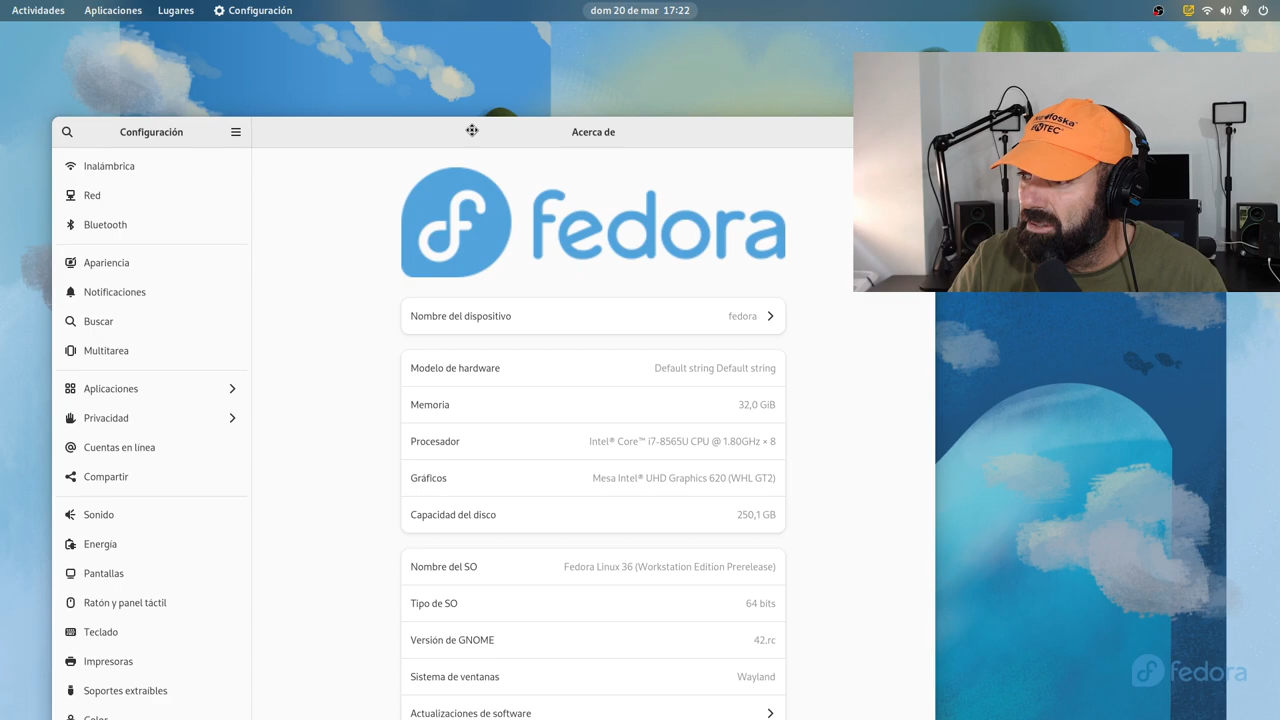 Actividades Aplicaciones Lugares Configuración dom 20 de mar 17:22
Configuración
Acerca de
Inalámbrica
Red
Bluetooth
Apariencia
Notificaciones
Buscar
Multitarea
Aplicaciones
Privacidad
Cuentas en línea
Compartir
Sonido
Energía
Pantallas
Ratón y panel táctil
Teclado
Impresoras
Soportes extraíbles
Color
fedora
Nombre del dispositivo fedora
Modelo de hardware Default string Default string
Memoria 32,0 GiB
Procesador Intel® Core™ i7-8565U CPU @ 1.80GHz × 8
Gráficos Mesa Intel® UHD Graphics 620 (WHL GT2)
Capacidad del disco 250,1 GB
Nombre del SO Fedora Linux 36 (Workstation Edition Prerelease)
Tipo de SO 64 bits
Versión de GNOME 42.rc
Sistema de ventanas Wayland
Actualizaciones de software
fedora